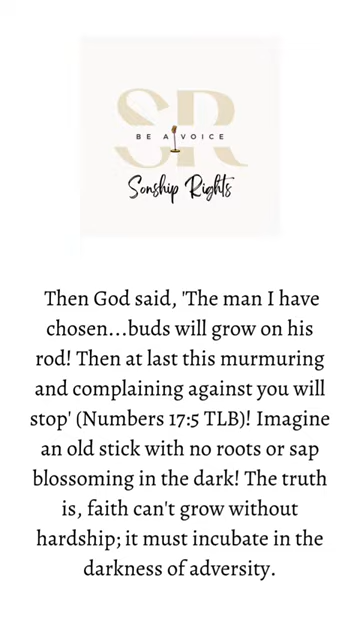 SR
BE A VOICE
Sonship Rights
Then God said, 'The man I have
chosen...buds will grow on his
rod! Then at last this murmuring
and complaining against you will
stop' (Numbers 17:5 TLB)! Imagine
an old stick with no roots or sap
blossoming in the dark! The truth
is, faith can't grow without
hardship; it must incubate in the
darkness of adversity.